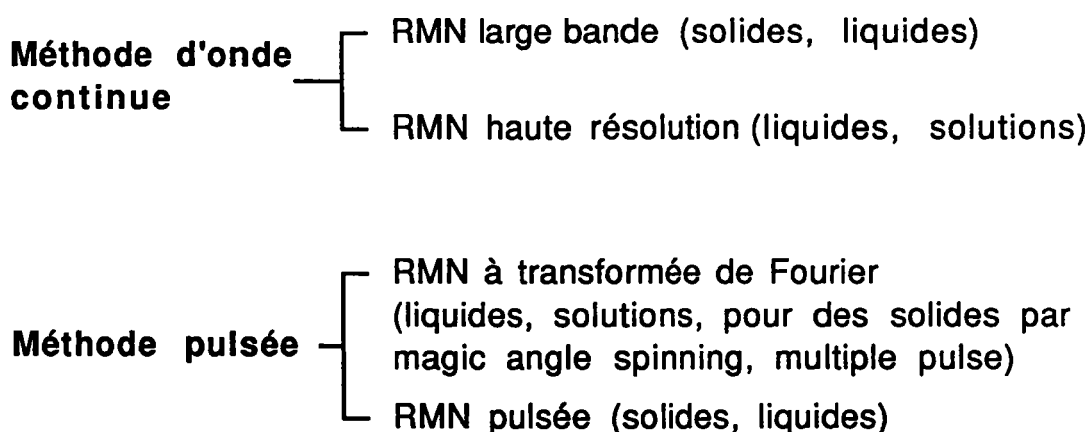 Méthode d'onde
continue
RMN large bande (solides, liquides)
RMN haute résolution (liquides, solutions)
Méthode pulsée
RMN à transformée de Fourier
(liquides, solutions, pour des solides par
magic angle spinning, multiple pulse)
RMN pulsée (solides, liquides)